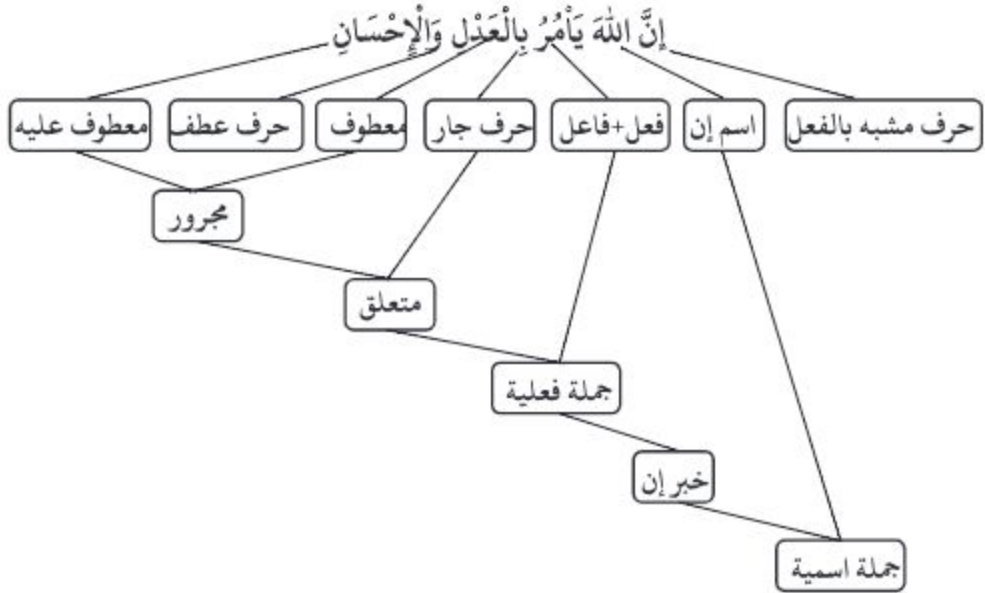 إِنَّ اللهَ يَأْمُرُ بِالْعَدْلِ وَالْإِحْسَانِ
حرف مشبه بالفعل
اسم إن
فعل+فاعل
حرف جار
معطوف
حرف عطف
معطوف عليه
مجرور
متعلق
جملة فعلية
خبر إن
جملة اسمية